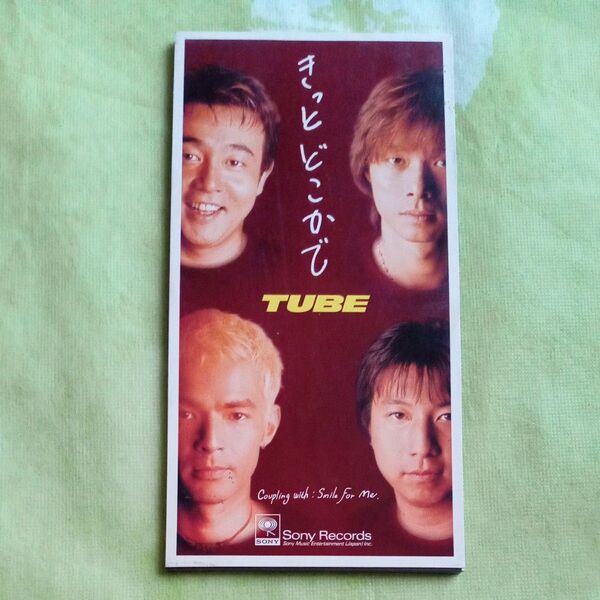 きっとどこかで
TUBE
Coupling with : Smile for Me.
SONY
Sony Records
Sony Music Entertainment (Japan) Inc.